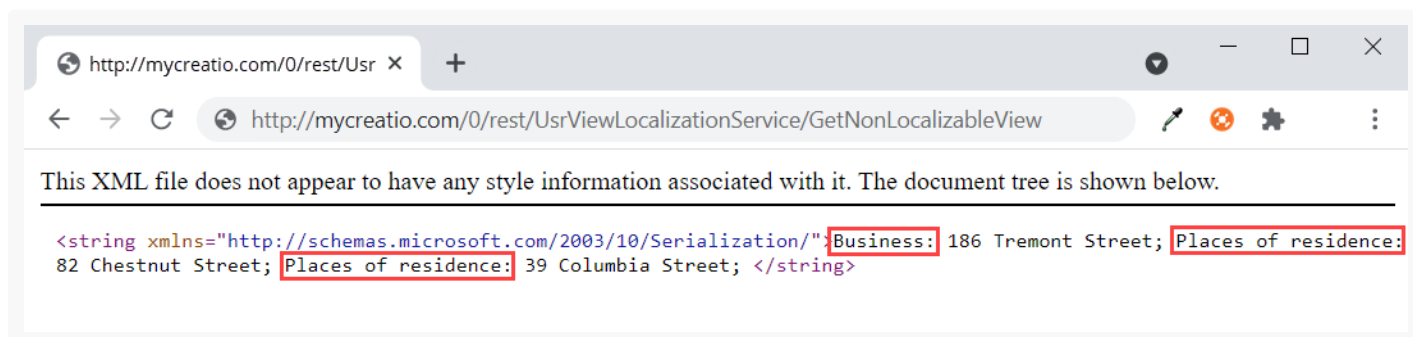 http://mycreatio.com/0/rest/Usr
http://mycreatio.com/0/rest/UsrViewLocalizationService/GetNonLocalizableView
This XML file does not appear to have any style information associated with it. The document tree is shown below.
<string xmlns="http://schemas.microsoft.com/2003/10/Serialization/">Business: 186 Tremont Street; Places of residence:
82 Chestnut Street; Places of residence: 39 Columbia Street; </string>